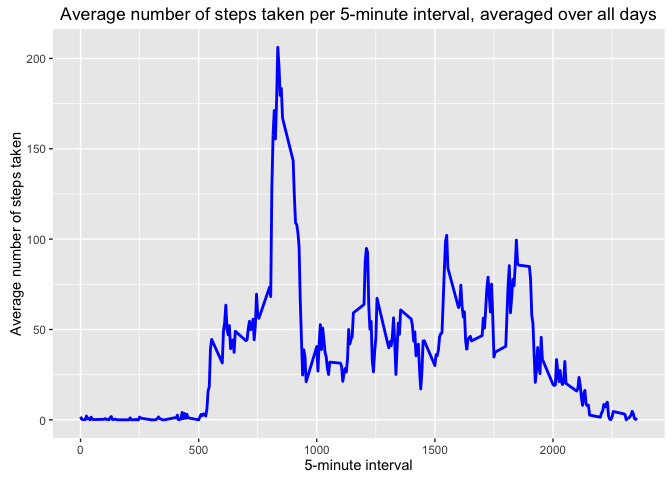 Average number of steps taken per 5-minute interval, averaged over all days
Average number of steps taken
200
150
100
50
0
0 500 1000 1500 2000
5-minute interval